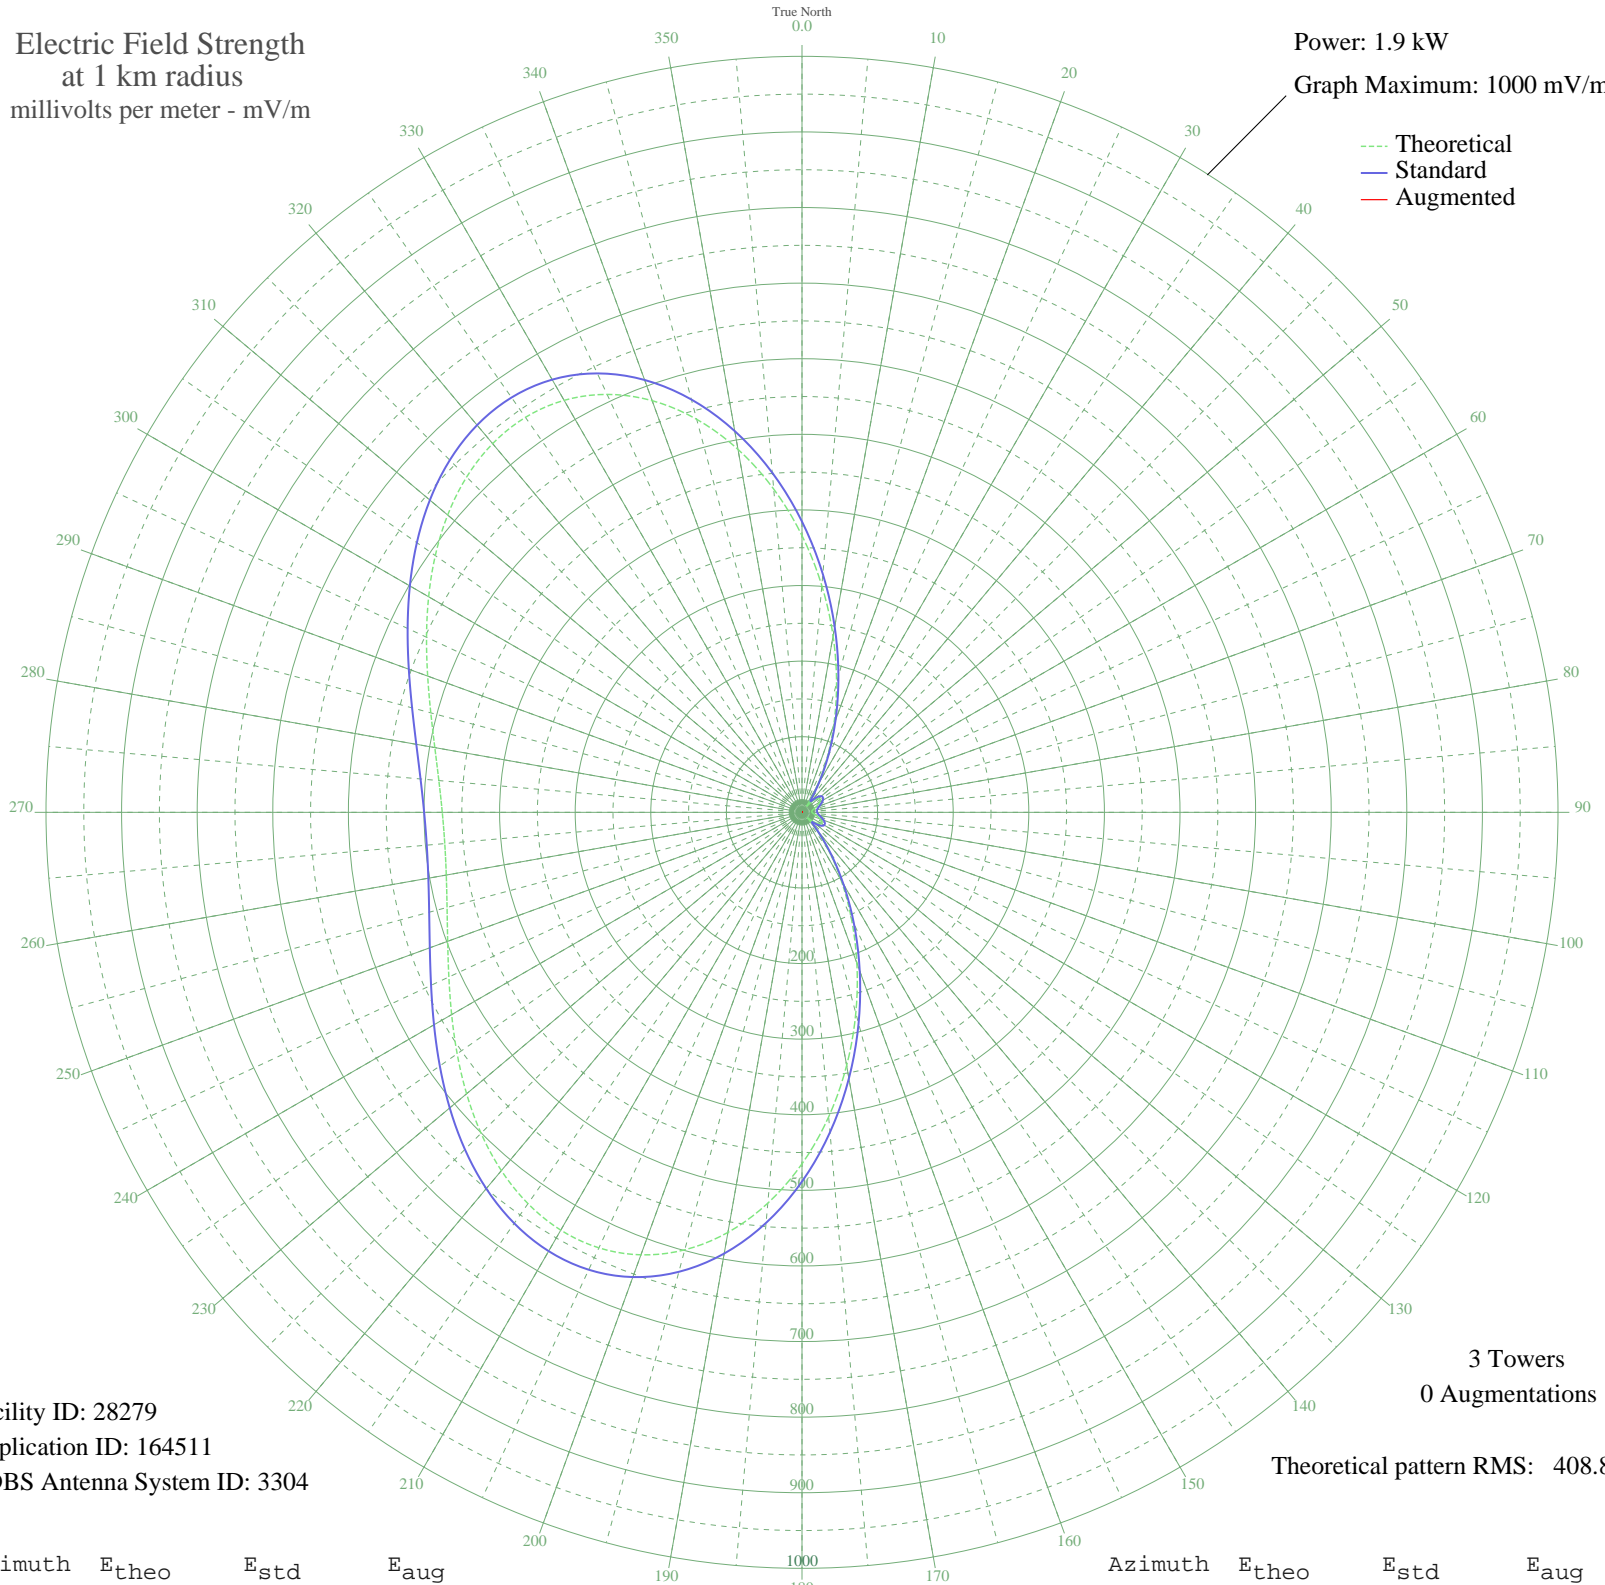 True North
0.0
Electric Field Strength
at 1 km radius
millivolts per meter - mV/m
Power: 1.9 kW
Graph Maximum: 1000 mV/m
Theoretical
Standard
Augmented
10
20
30
40
50
60
70
80
90
100
110
120
130
140
150
160
170
190
200
210
220
230
240
250
260
270
280
290
300
310
320
330
340
350
200
300
400
500
600
700
800
900
1000
3 Towers
0 Augmentations
Theoretical pattern RMS: 408.8
cility ID: 28279
plication ID: 164511
DBS Antenna System ID: 3304
imuth Etheo Estd Eaug
Azimuth Etheo Estd Eaug